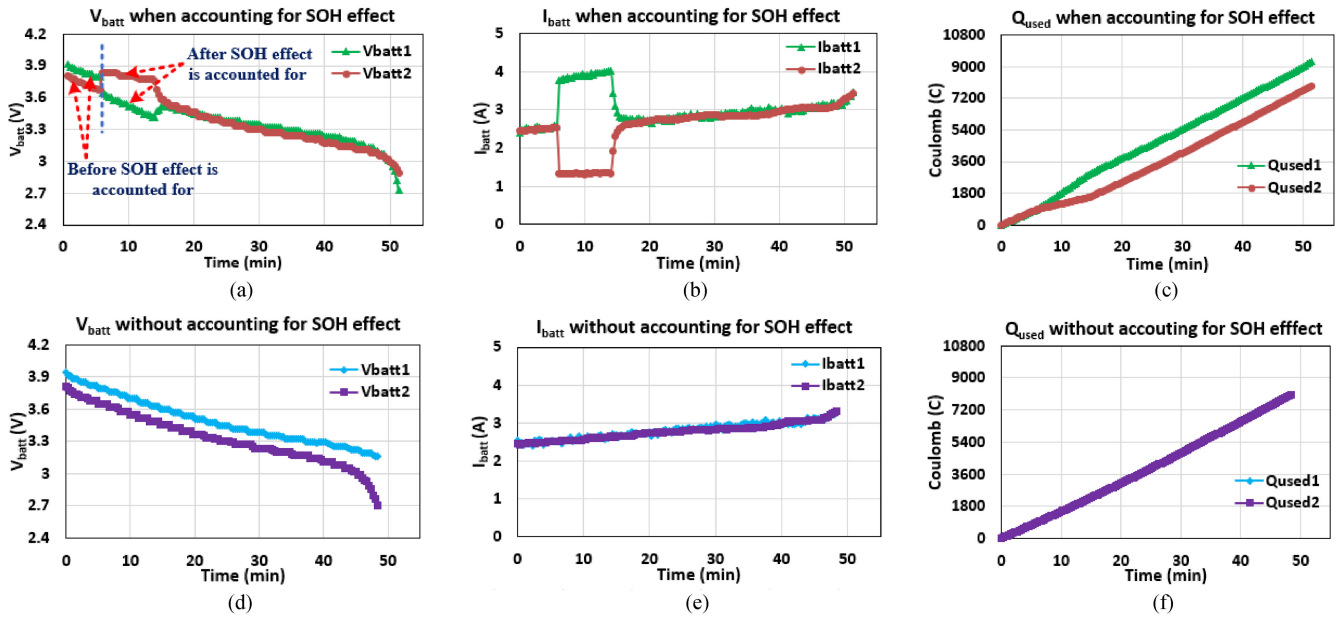 V_batt when accounting for SOH effect
4.2
3.9
3.6
3.3
3
2.7
2.4
V_batt (V)
After SOH effect
is accounted for
Vbatt1
Vbatt2
Before SOH effect is
accounted for
0 10 20 30 40 50
Time (min)
(a)
I_batt when accounting for SOH effect
5
4
3
2
1
0
I_batt (A)
Ibatt1
Ibatt2
0 10 20 30 40 50
Time (min)
(b)
Q_used when accounting for SOH effect
10800
9000
7200
5400
3600
1800
0
Coulomb (C)
Qused1
Qused2
0 10 20 30 40 50
Time (min)
(c)
V_batt without accounting for SOH effect
4.2
3.9
3.6
3.3
3
2.7
2.4
V_batt (V)
Vbatt1
Vbatt2
0 10 20 30 40 50
Time (min)
(d)
I_batt without accounting for SOH effect
5
4
3
2
1
0
I_batt (A)
Ibatt1
Ibatt2
0 10 20 30 40 50
Time (min)
(e)
Q_used without accouting for SOH efffect
10800
9000
7200
5400
3600
1800
0
Coulomb (C)
Qused1
Qused2
0 10 20 30 40 50
Time (min)
(f)